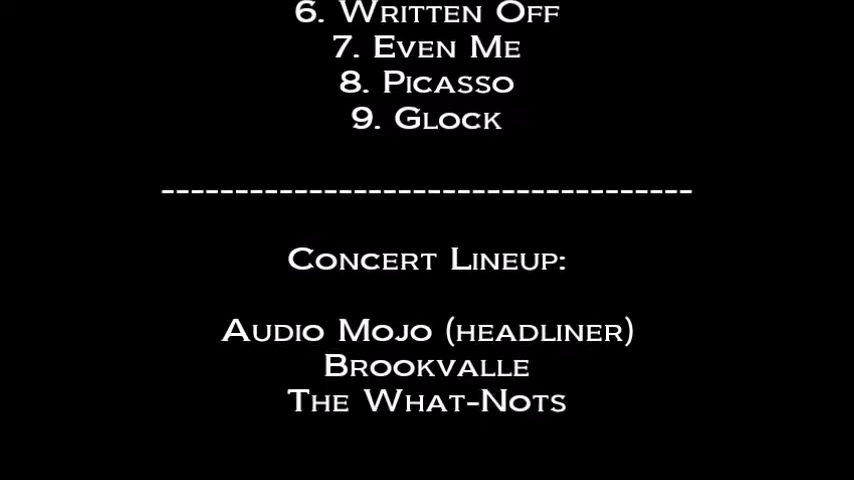 6. Written Off
7. Even Me
8. Picasso
9. Glock
------------------------------------
Concert Lineup:
Audio Mojo (headliner)
Brookvalle
The What-Nots